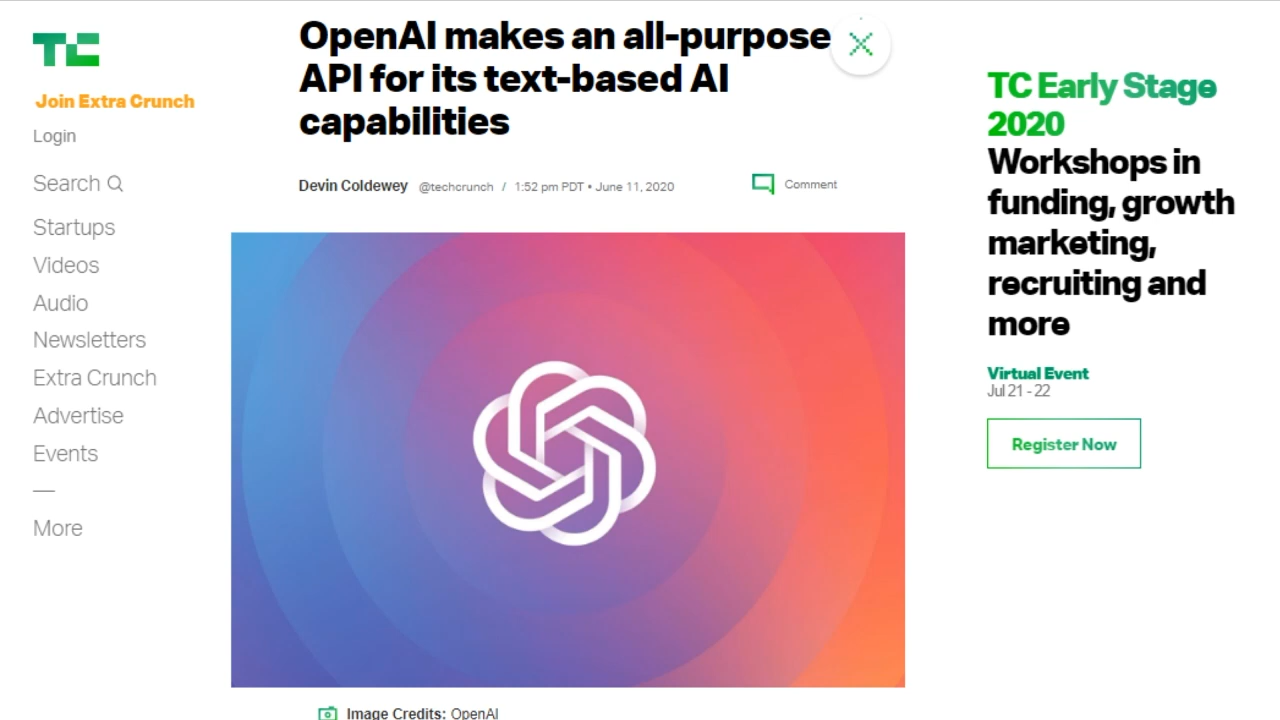 TC
Join Extra Crunch
Login
Search
Startups
Videos
Audio
Newsletters
Extra Crunch
Advertise
Events
—
More
OpenAI makes an all-purpose
API for its text-based AI
capabilities
Devin Coldewey @techcrunch / 1:52 pm PDT • June 11, 2020
Comment
Image Credits: OpenAI
TC Early Stage
2020
Workshops in
funding, growth
marketing,
recruiting and
more
Virtual Event
Jul 21 - 22
Register Now